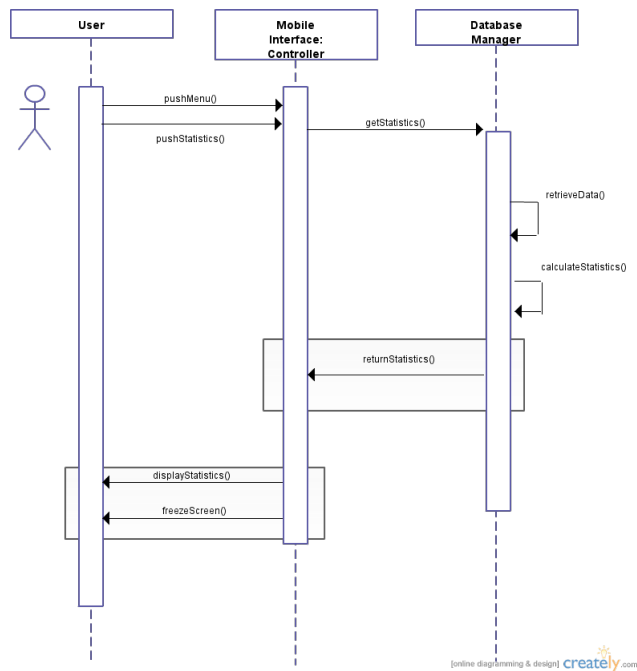 User
Mobile
Interface:
Controller
Database
Manager
pushMenu()
pushStatistics()
getStatistics()
retrieveData()
calculateStatistics()
returnStatistics()
displayStatistics()
freezeScreen()
[online diagramming & design] creately.com